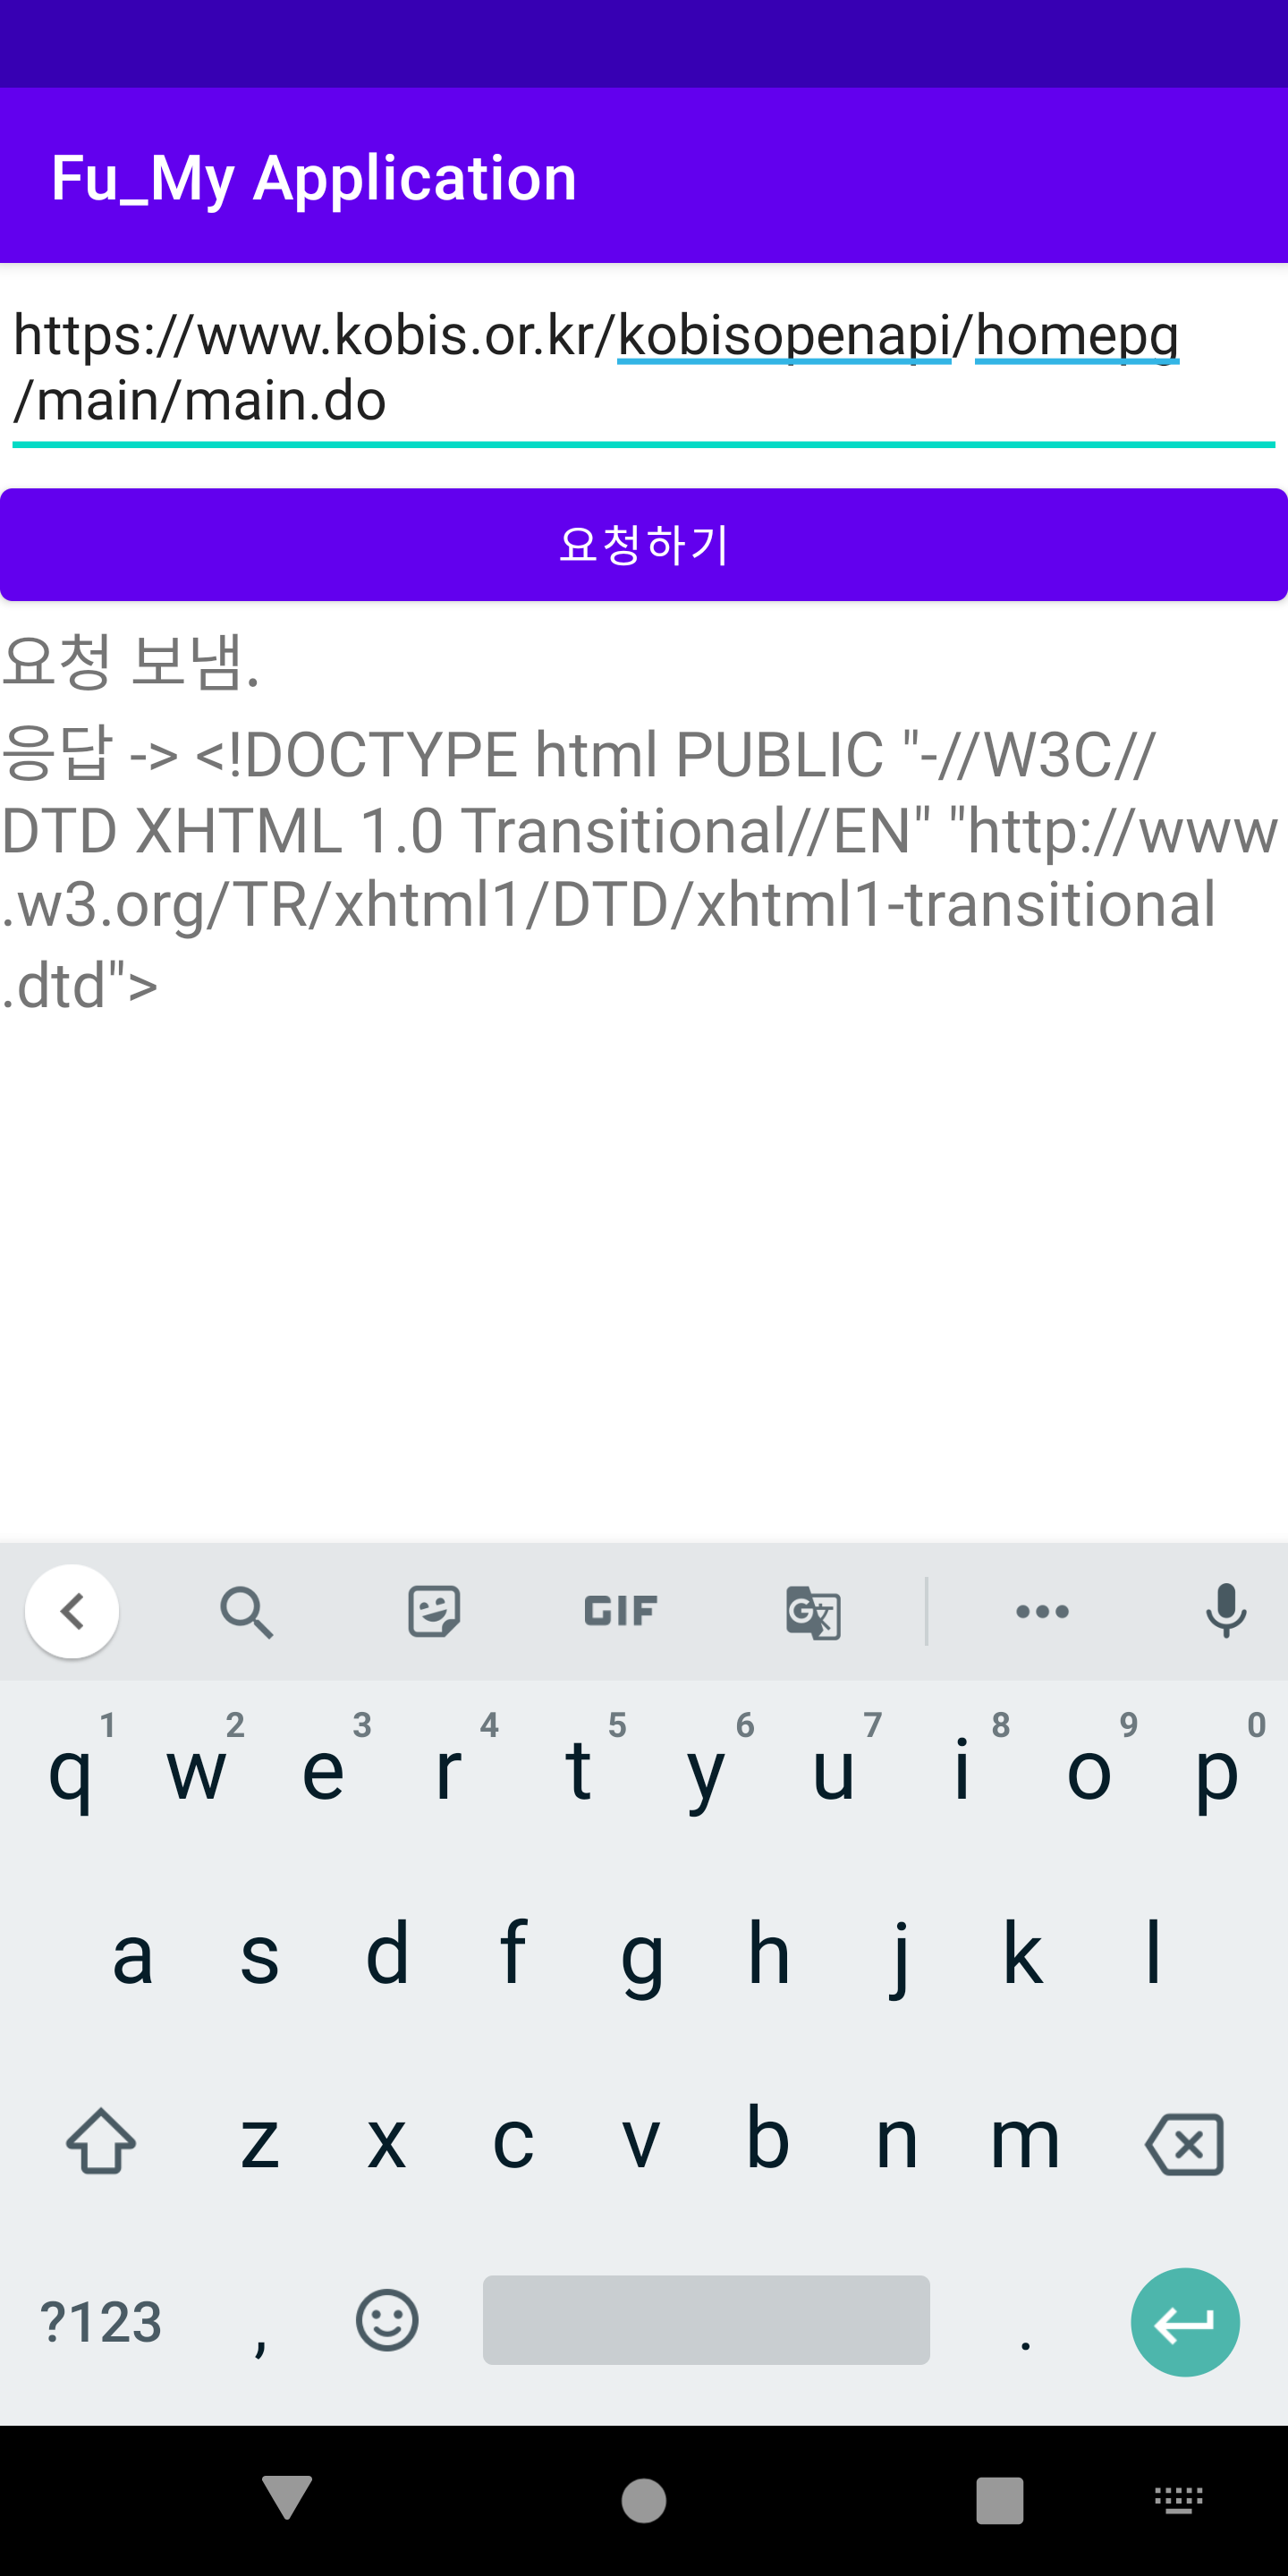 Fu_My Application
https://www.kobis.or.kr/kobisopenapi/homepg
/main/main.do
요청하기
요청 보냄.
응답 -> <!DOCTYPE html PUBLIC "-//W3C//
DTD XHTML 1.0 Transitional//EN" "http://www
.w3.org/TR/xhtml1/DTD/xhtml1-transitional
.dtd">
GIF
G 文
1 2 3 4 5 6 7 8 9 0
q w e r t y u i o p
a s d f g h j k l
z x c v b n m
?123 , .